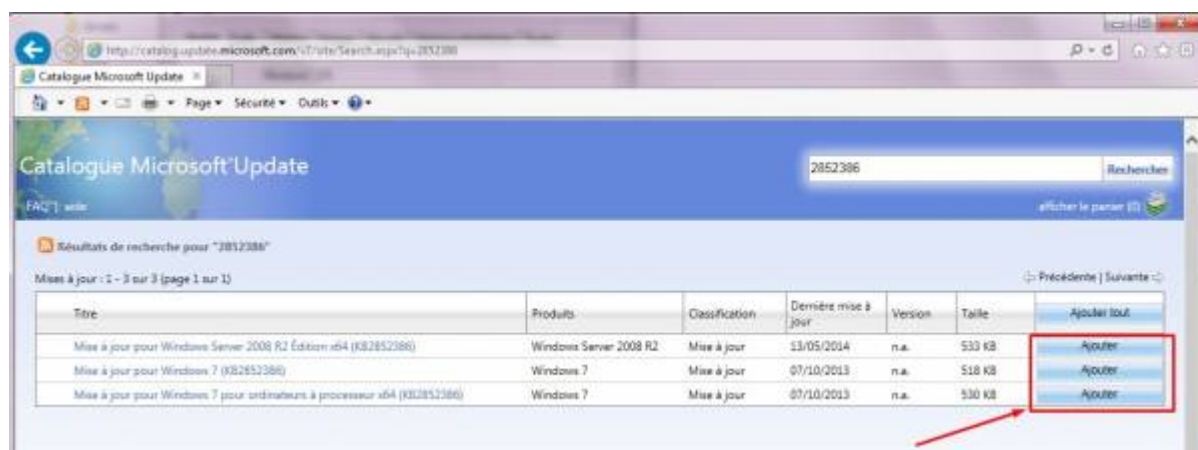 http://catalog.update.microsoft.com/v7/site/Search.aspx?q=2852386
Catalogue Microsoft Update
Page Sécurité Outils
Catalogue Microsoft Update
2852386 Rechercher
FAQ | aide afficher le panier (0)
Résultats de recherche pour "2852386"
Mises à jour : 1 - 3 sur 3 (page 1 sur 1) Précédente | Suivante
Titre Produits Classification Dernière mise à jour Version Taille Ajouter tout
Mise à jour pour Windows Server 2008 R2 Édition x64 (KB2852386) Windows Server 2008 R2 Mise à jour 13/05/2014 n.a. 533 KB Ajouter
Mise à jour pour Windows 7 (KB2852386) Windows 7 Mise à jour 07/10/2013 n.a. 518 KB Ajouter
Mise à jour pour Windows 7 pour ordinateurs à processeur x64 (KB2852386) Windows 7 Mise à jour 07/10/2013 n.a. 530 KB Ajouter